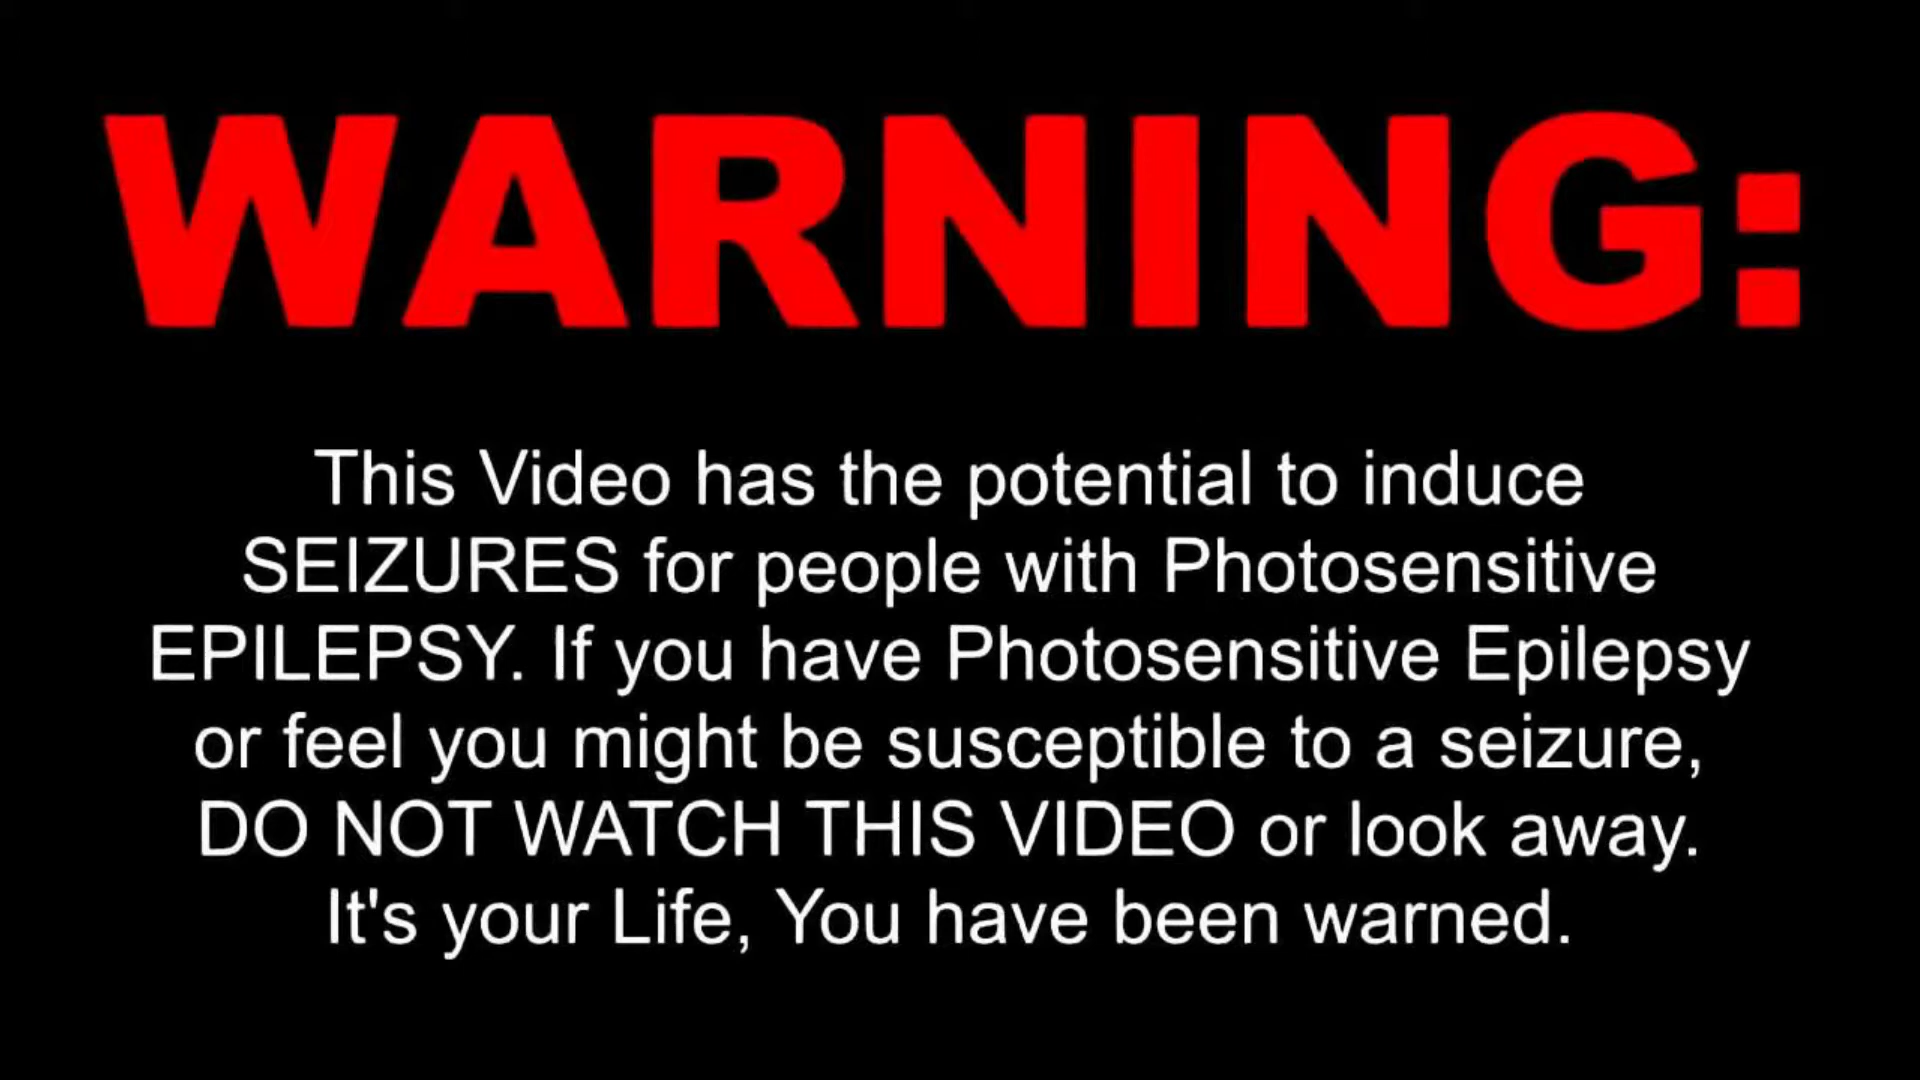 WARNING:
This Video has the potential to induce
SEIZURES for people with Photosensitive
EPILEPSY. If you have Photosensitive Epilepsy
or feel you might be susceptible to a seizure,
DO NOT WATCH THIS VIDEO or look away.
It's your Life, You have been warned.